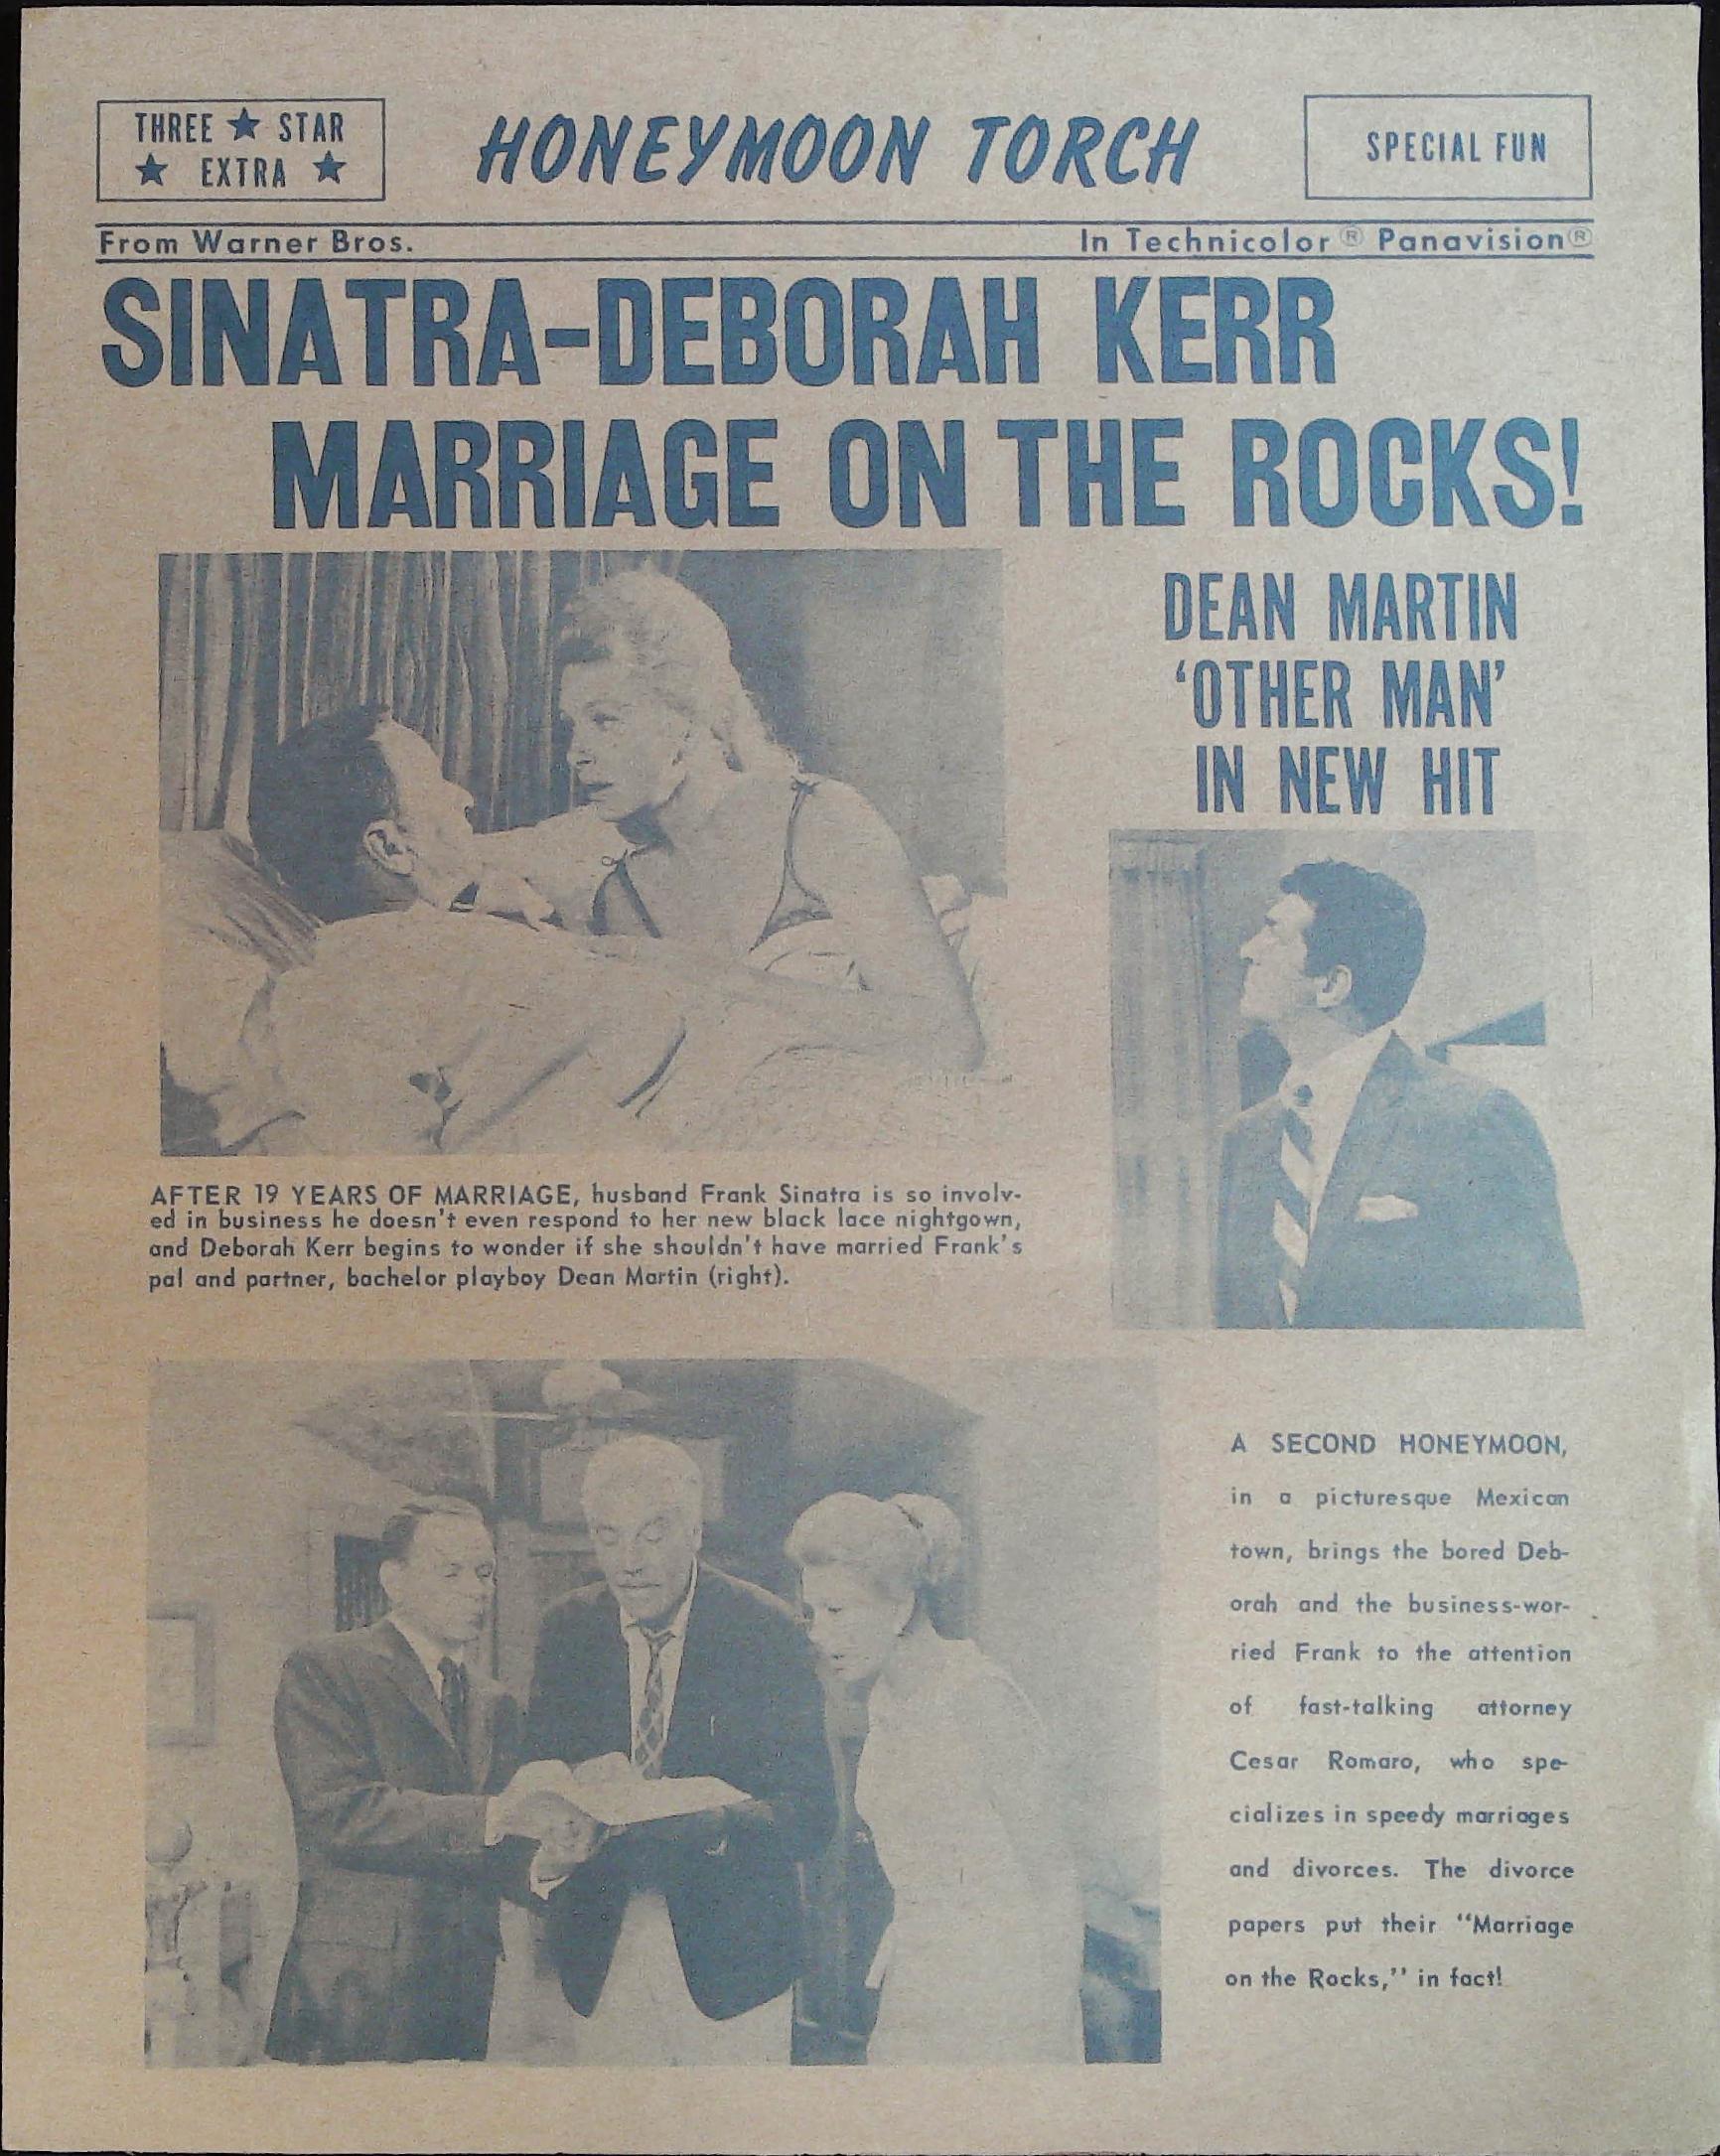 THREE ★ STAR
★ EXTRA ★
HONEYMOON TORCH
SPECIAL FUN
From Warner Bros.
In Technicolor® Panavision®
SINATRA-DEBORAH KERR
MARRIAGE ON THE ROCKS!
DEAN MARTIN
‘OTHER MAN’
IN NEW HIT
AFTER 19 YEARS OF MARRIAGE, husband Frank Sinatra is so involv-
ed in business he doesn't even respond to her new black lace nightgown,
and Deborah Kerr begins to wonder if she shouldn't have married Frank's
pal and partner, bachelor playboy Dean Martin (right).
A SECOND HONEYMOON,
in a picturesque Mexican
town, brings the bored Deb-
orah and the business-wor-
ried Frank to the attention
of fast-talking attorney
Cesar Romaro, who spe-
cializes in speedy marriages
and divorces. The divorce
papers put their “Marriage
on the Rocks,” in fact!